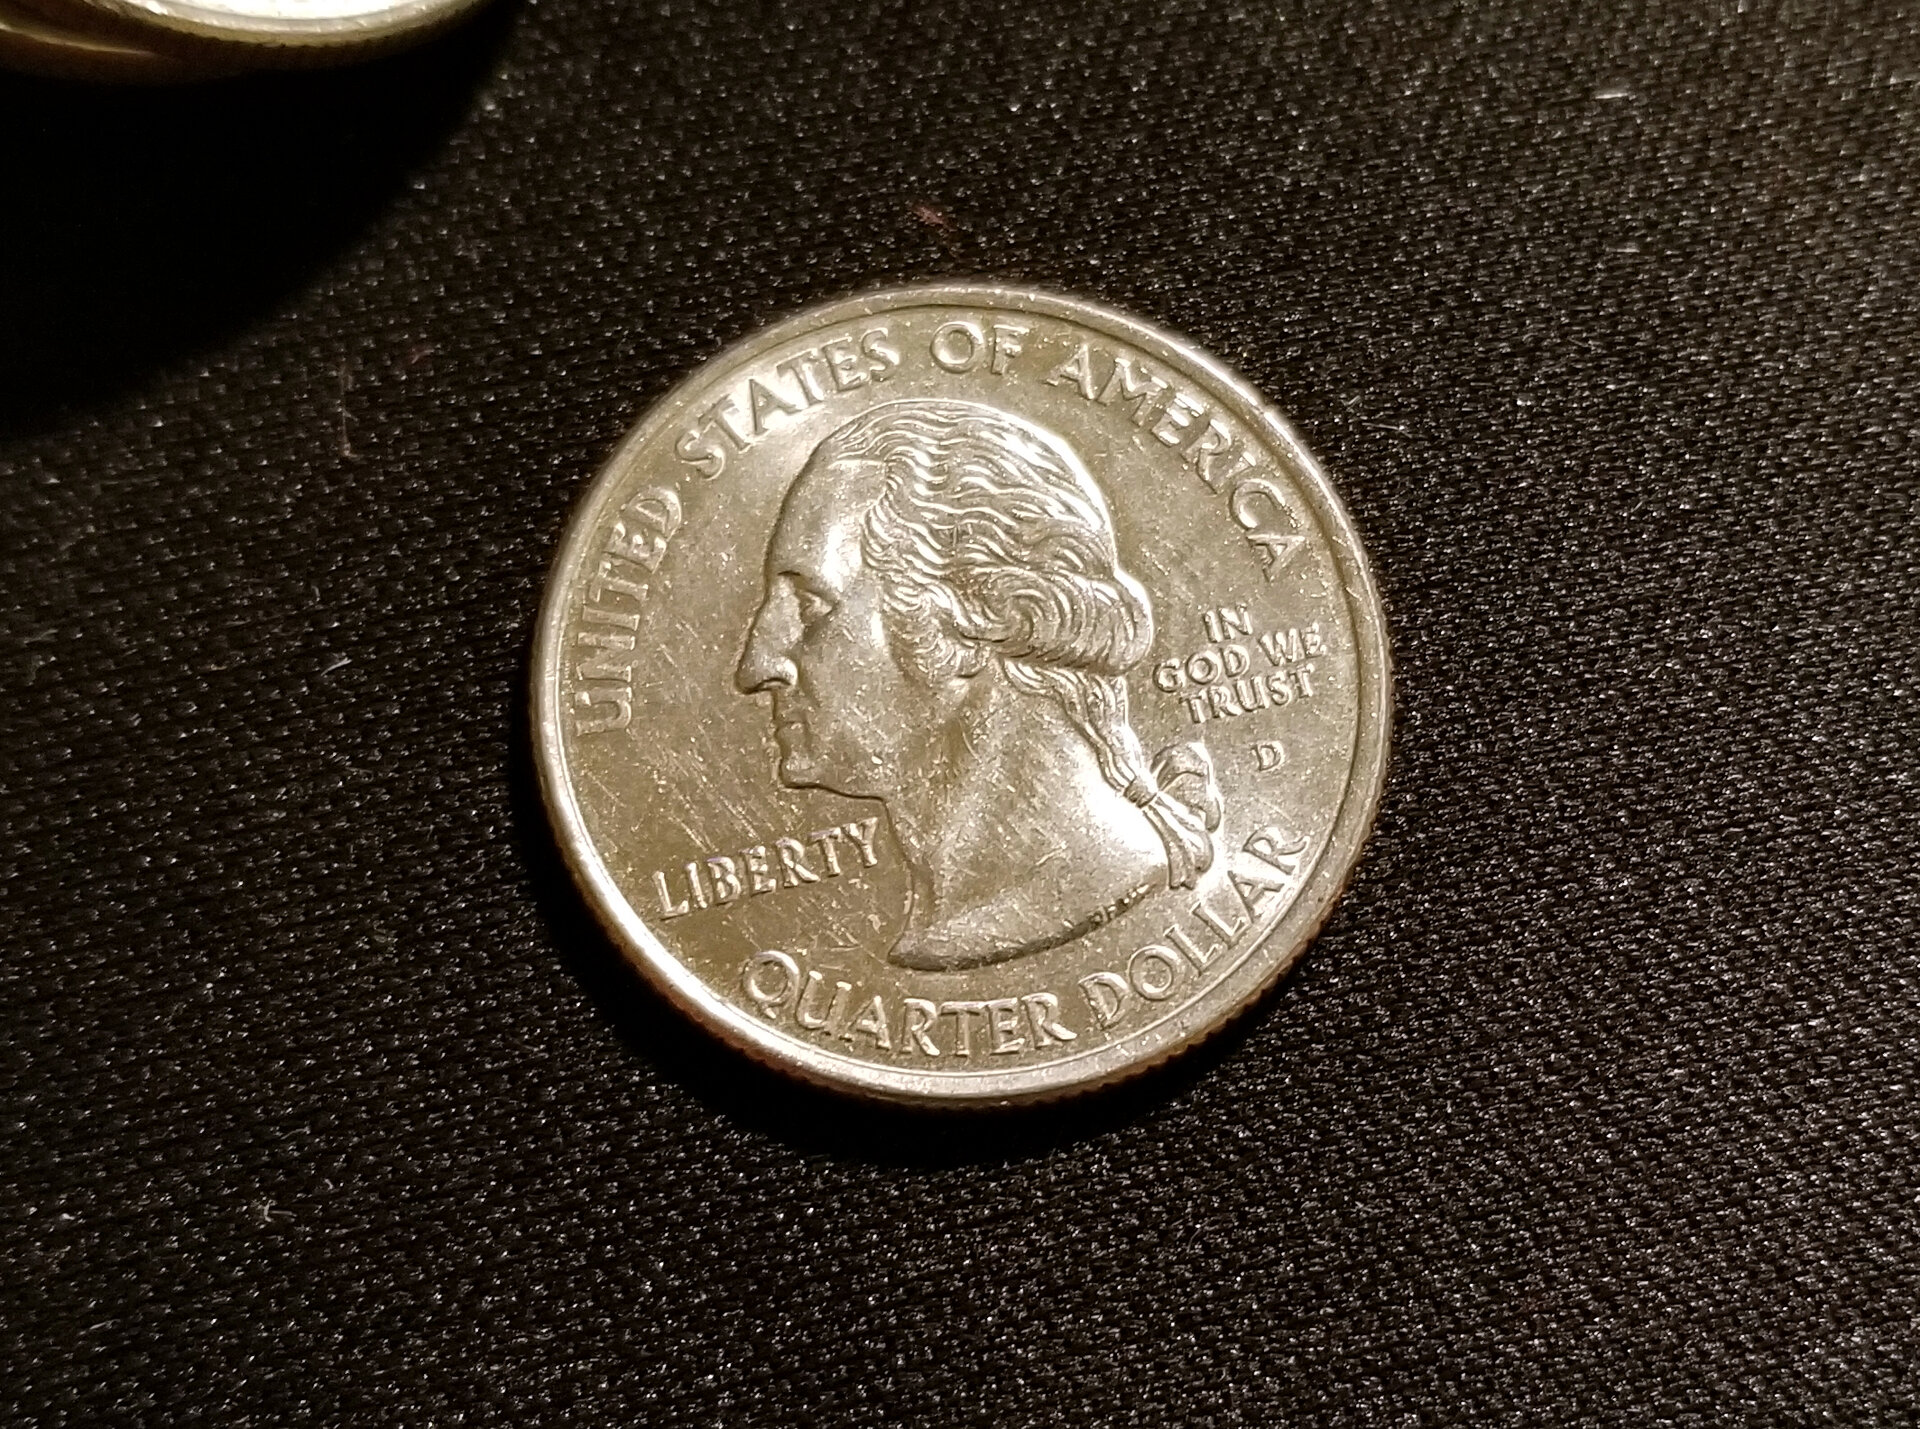 UNITED STATES OF AMERICA
IN
GOD WE
TRUST
D
LIBERTY
QUARTER DOLLAR